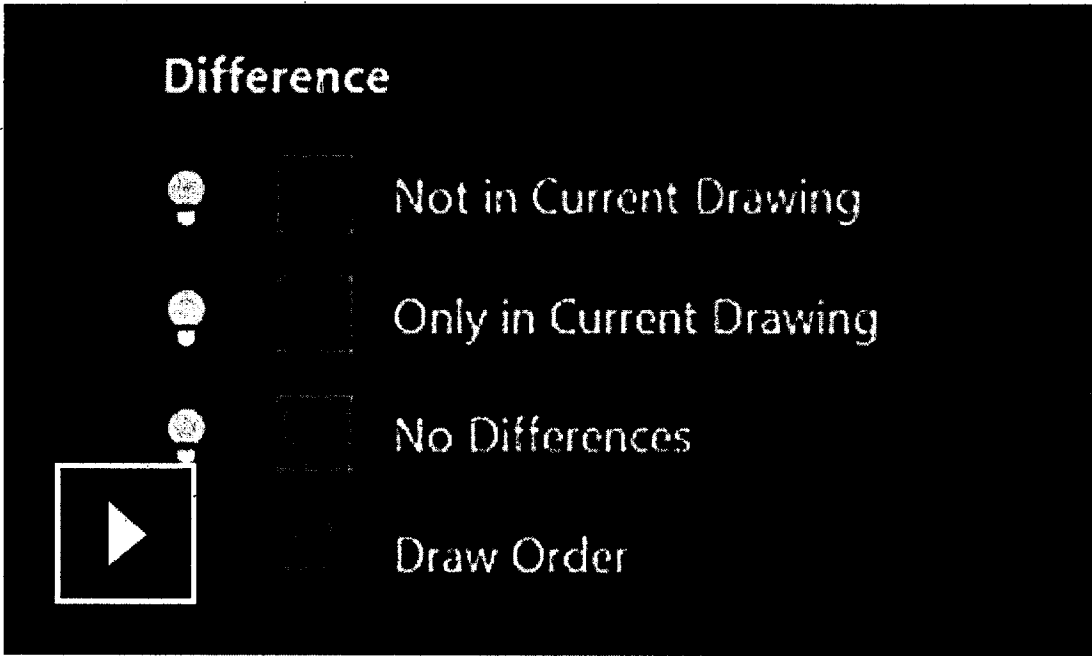 Difference
Not in Current Drawing
Only in Current Drawing
No Differences
Draw Order